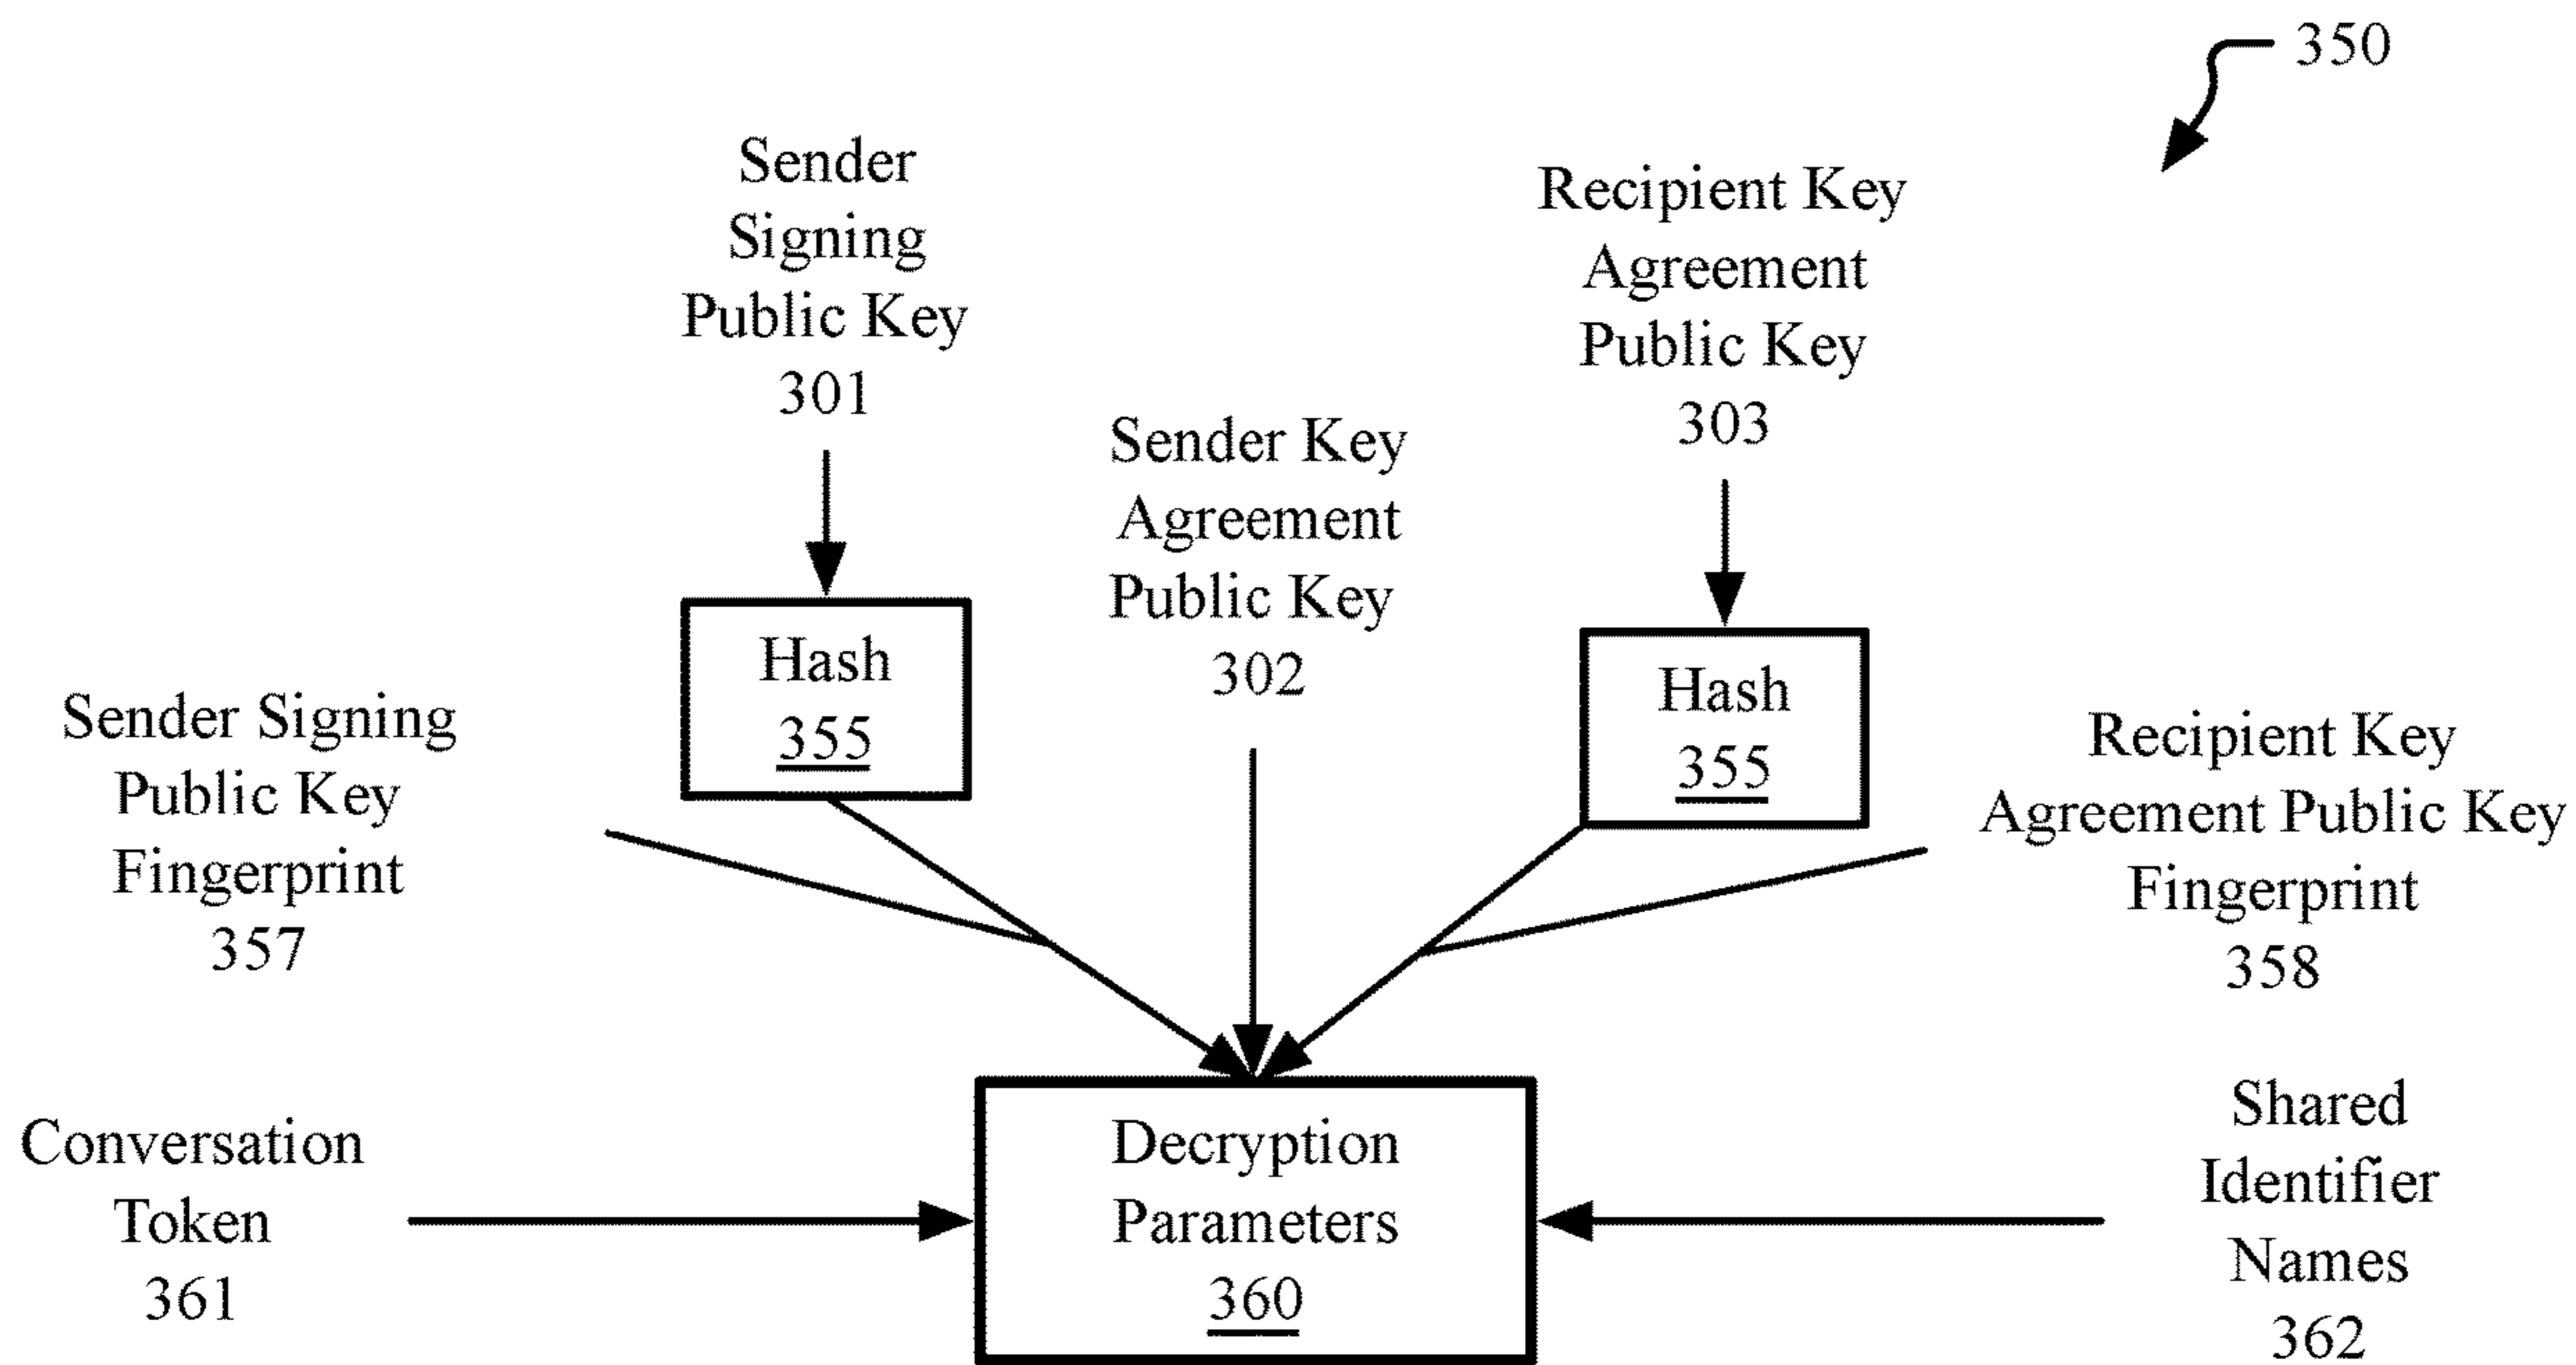 350
Sender
Signing
Public Key
301
Recipient Key
Agreement
Public Key
303
Sender Key
Agreement
Public Key
302
Hash
355
Hash
355
Sender Signing
Public Key
Fingerprint
357
Recipient Key
Agreement Public Key
Fingerprint
358
Conversation
Token
361
Decryption
Parameters
360
Shared
Identifier
Names
362